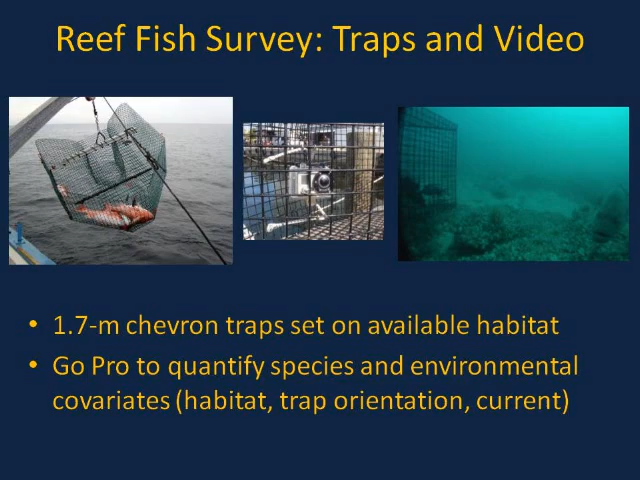 Reef Fish Survey: Traps and Video
• 1.7-m chevron traps set on available habitat
• Go Pro to quantify species and environmental
covariates (habitat, trap orientation, current)